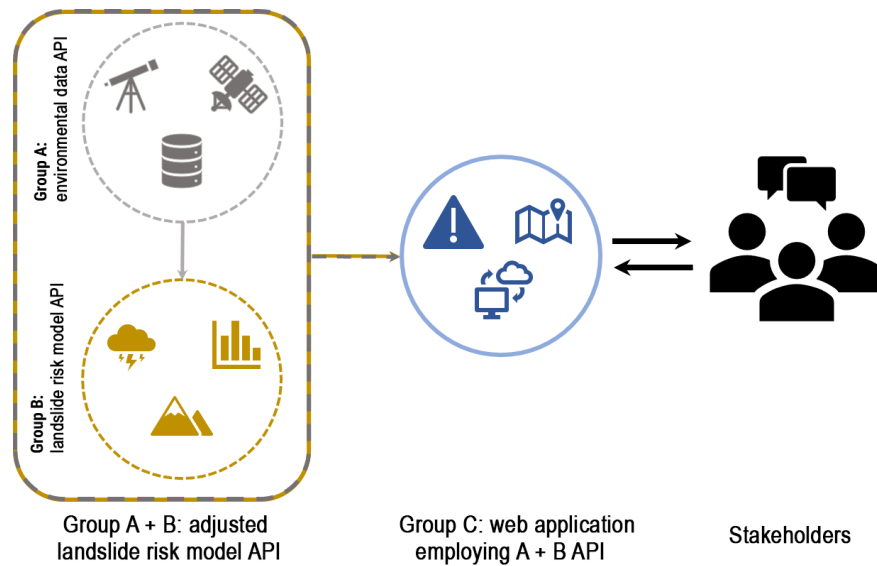 Group A:
environmental data API
Group B:
landslide risk model API
Group A + B: adjusted
landslide risk model API
Group C: web application
employing A + B API
Stakeholders